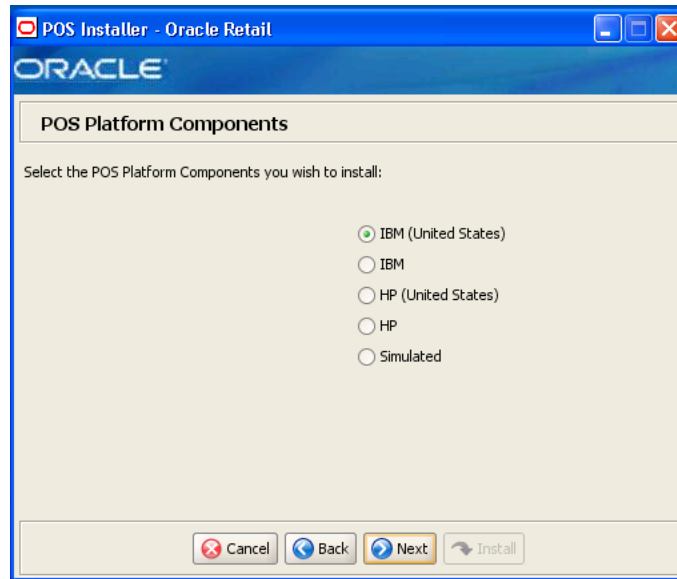 POS Installer - Oracle Retail
ORACLE
POS Platform Components
Select the POS Platform Components you wish to install:
IBM (United States)
IBM
HP (United States)
HP
Simulated
Cancel Back Next Install